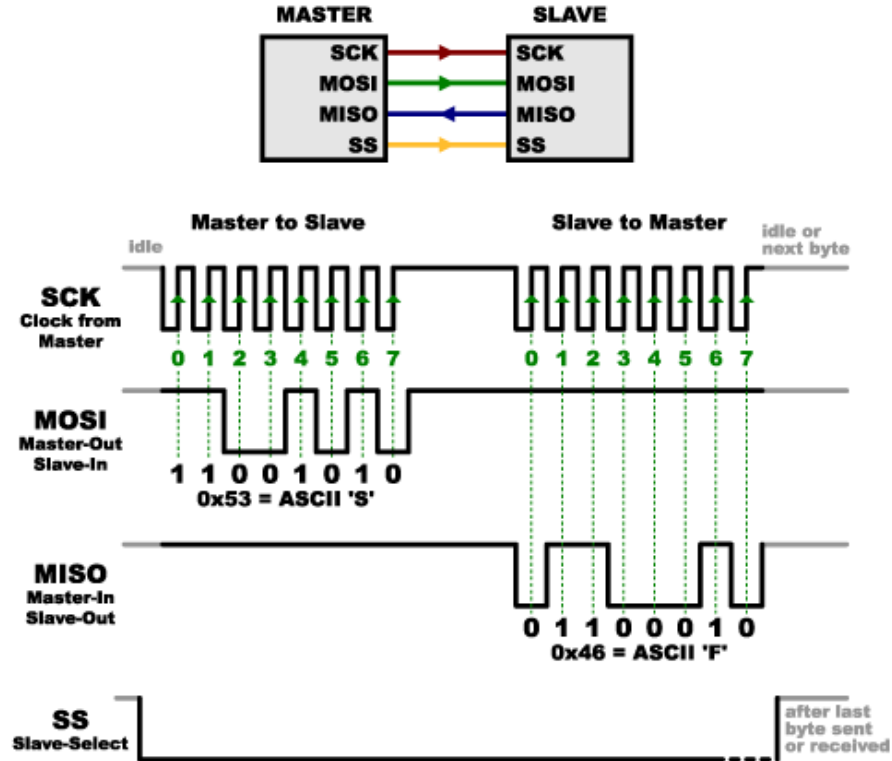 MASTER SLAVE
SCK SCK
MOSI MOSI
MISO MISO
SS SS
Master to Slave Slave to Master
idle
idle or
next byte
SCK
Clock from
Master
0 1 2 3 4 5 6 7 0 1 2 3 4 5 6 7
MOSI
Master-Out
Slave-In
1 1 0 0 1 0 1 0
0x53 = ASCII 'S'
MISO
Master-In
Slave-Out
0 1 1 0 0 0 1 0
0x46 = ASCII 'F'
SS
Slave-Select
after last
byte sent
or received